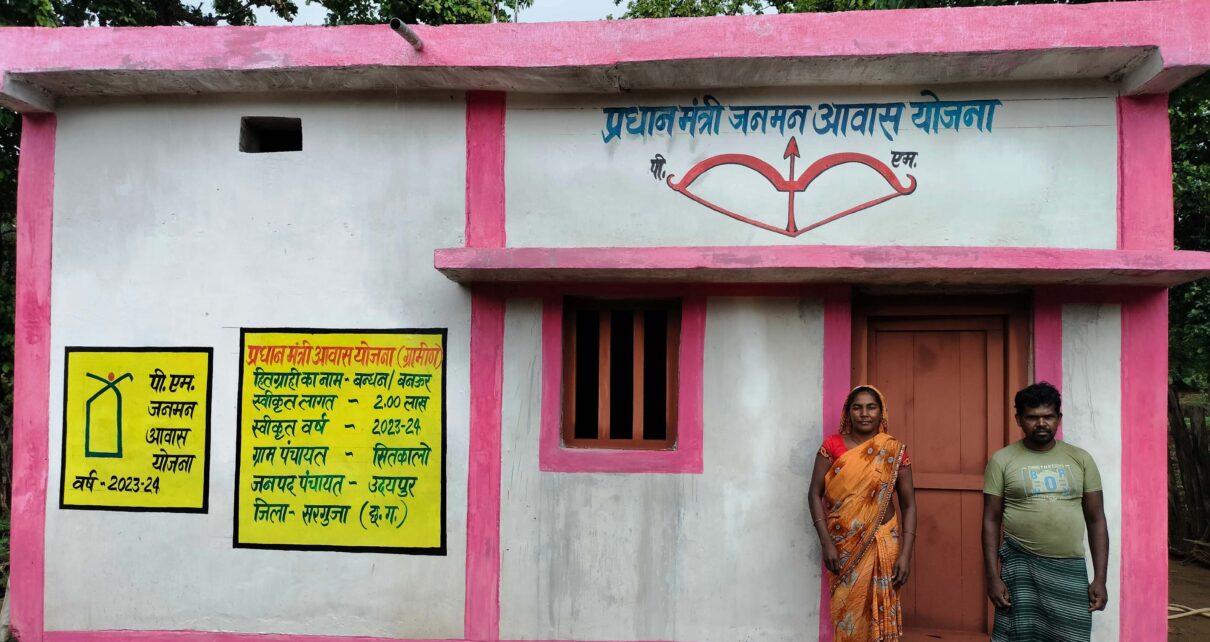 प्रधान मंत्री जनमन आवास योजना
पी. एम.
पी. एम.
जनमन
आवास
योजना
वर्ष - 2023-24
प्रधान मंत्री आवास योजना (ग्रामीण)
हितग्राही का नाम - बन्धन/बनऊर
स्वीकृत लागत - 2.00 लाख
स्वीकृत वर्ष - 2023-24
ग्राम पंचायत - सितकालो
जनपद पंचायत - उदयपुर
जिला - सरगुजा (छ.ग.)